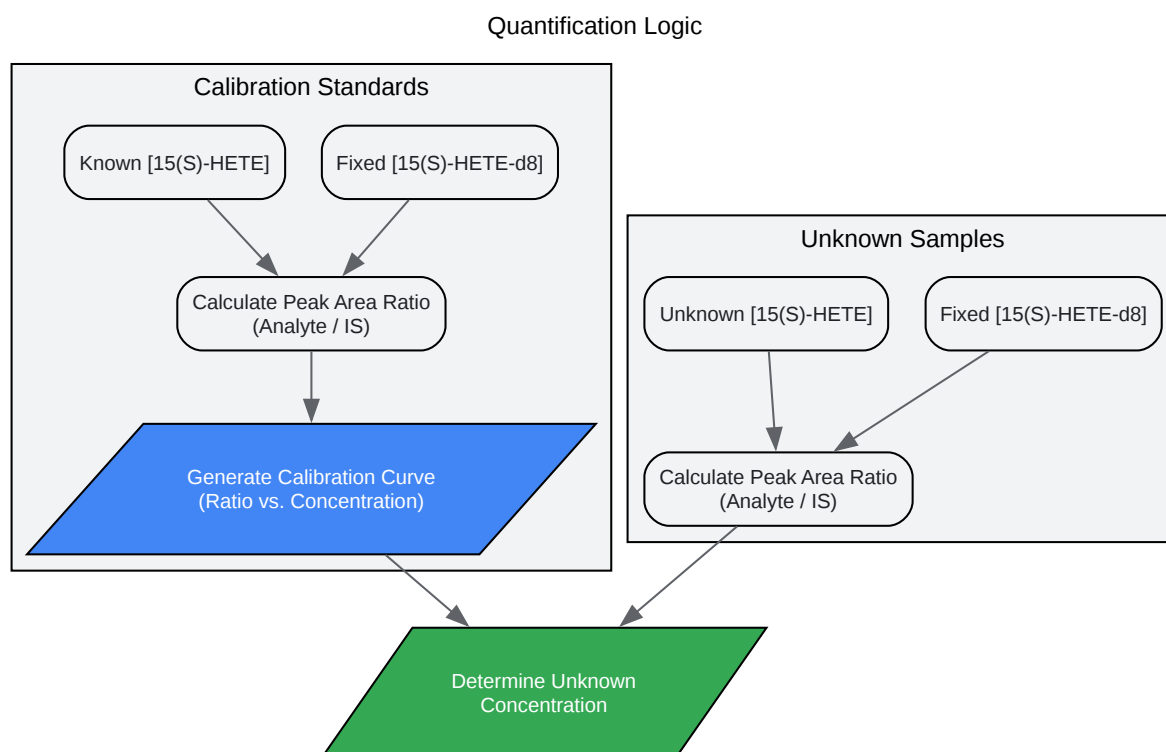 Quantification Logic
Calibration Standards
Known [15(S)-HETE]
Fixed [15(S)-HETE-d8]
Calculate Peak Area Ratio
(Analyte / IS)
Generate Calibration Curve
(Ratio vs. Concentration)
Unknown Samples
Unknown [15(S)-HETE]
Fixed [15(S)-HETE-d8]
Calculate Peak Area Ratio
(Analyte / IS)
Determine Unknown
Concentration